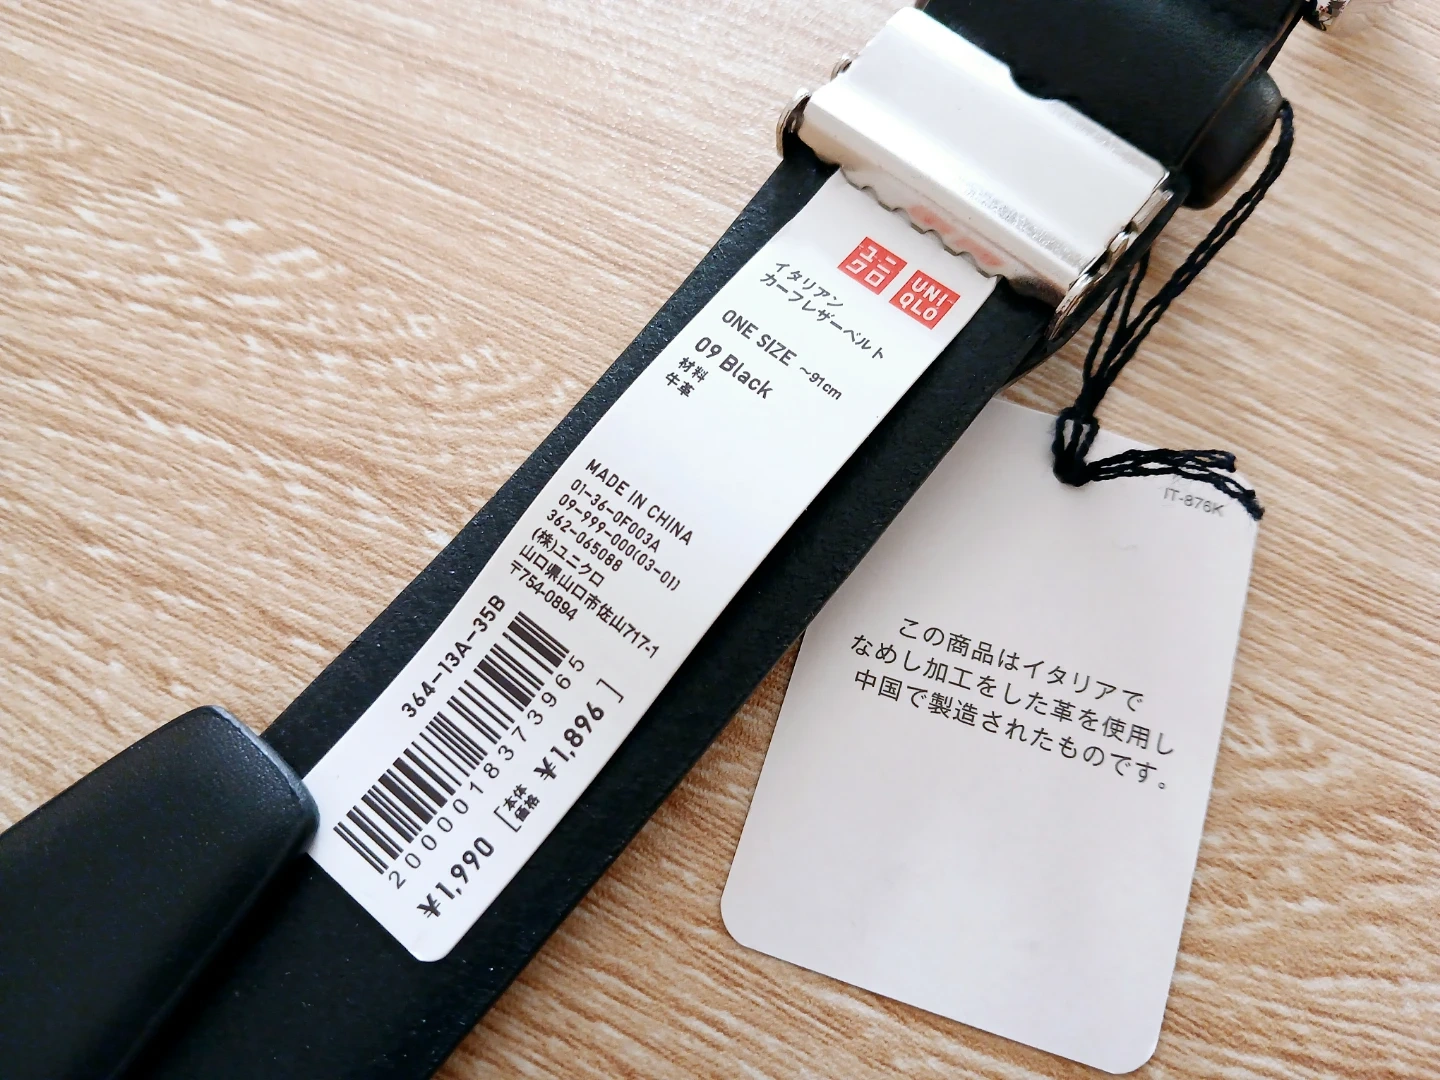 ユニ
クロ
UNI
QLO
イタリアン
カーフレザーベルト
ONE SIZE ~91cm
09 Black
材料
牛革
MADE IN CHINA
01-36-0F003A
09-999-000(03-01)
362-065088
(株)ユニクロ
山口県山口市佐山717-1
〒754-0894
364-13A-35B
2000018373965
¥1,990 [本体価格 ¥1,896]
IT-876K
この商品はイタリアで
なめし加工をした革を使用し
中国で製造されたものです。